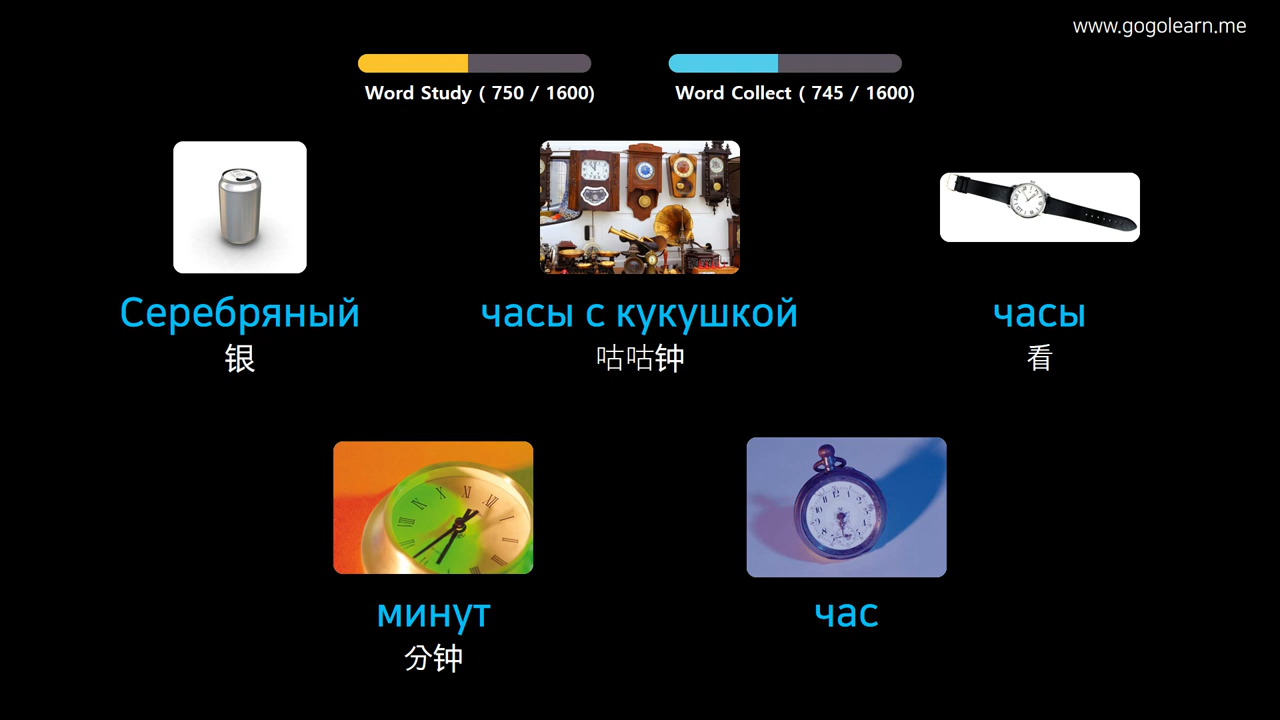 www.gogolearn.me
Word Study ( 750 / 1600)
Word Collect ( 745 / 1600)
Серебряный
银
часы с кукушкой
咕咕钟
часы
看
минут
分钟
час